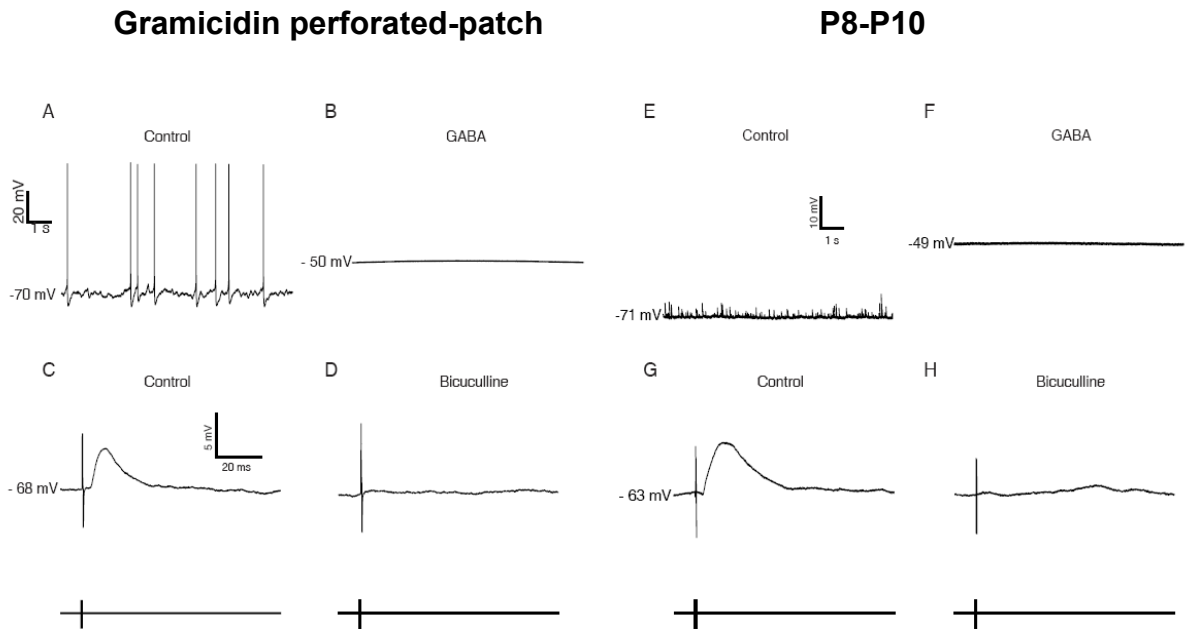 Gramicidin perforated-patch
P8-P10
A
Control
20 mV
1 s
-70 mV
B
GABA
- 50 mV
E
Control
10 mV
1 s
-71 mV
F
GABA
-49 mV
C
Control
5 mV
20 ms
- 68 mV
D
Bicuculline
G
Control
- 63 mV
H
Bicuculline